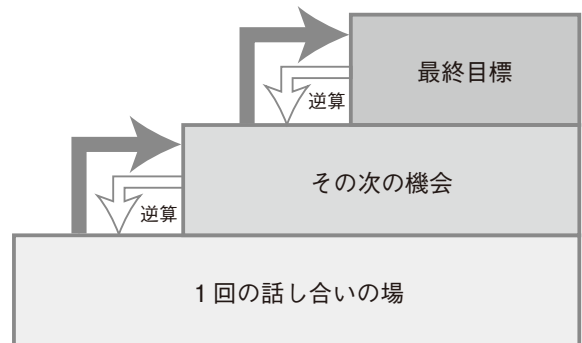 最終目標
逆算
その次の機会
逆算
1回の話し合いの場